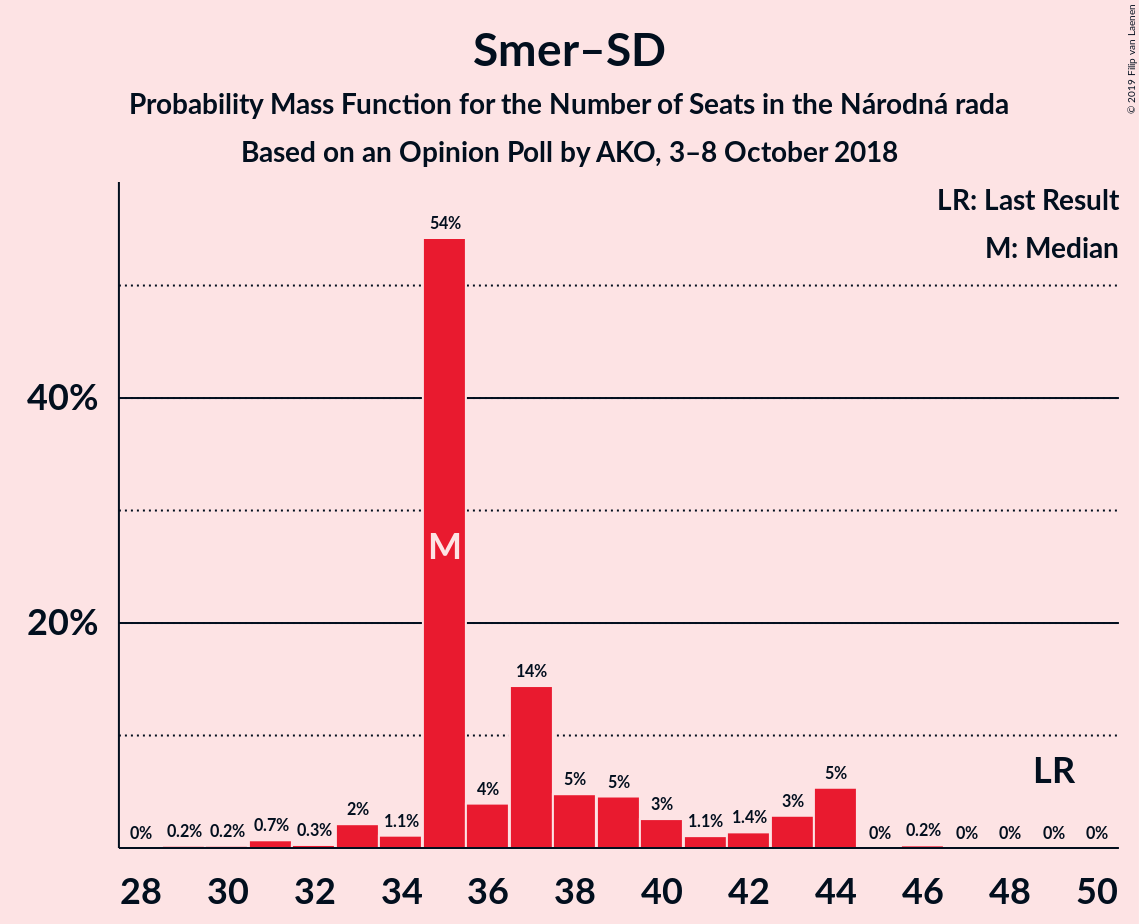 Smer–SD
Probability Mass Function for the Number of Seats in the Národná rada
Based on an Opinion Poll by AKO, 3–8 October 2018
© 2019 Filip van Laenen
LR: Last Result
M: Median
40%
20%
0% 0.2% 0.2% 0.7% 0.3% 2% 1.1% 54% 4% 14% 5% 5% 3% 1.1% 1.4% 3% 5% 0% 0.2% 0% 0% 0% 0%
M
LR
28 30 32 34 36 38 40 42 44 46 48 50